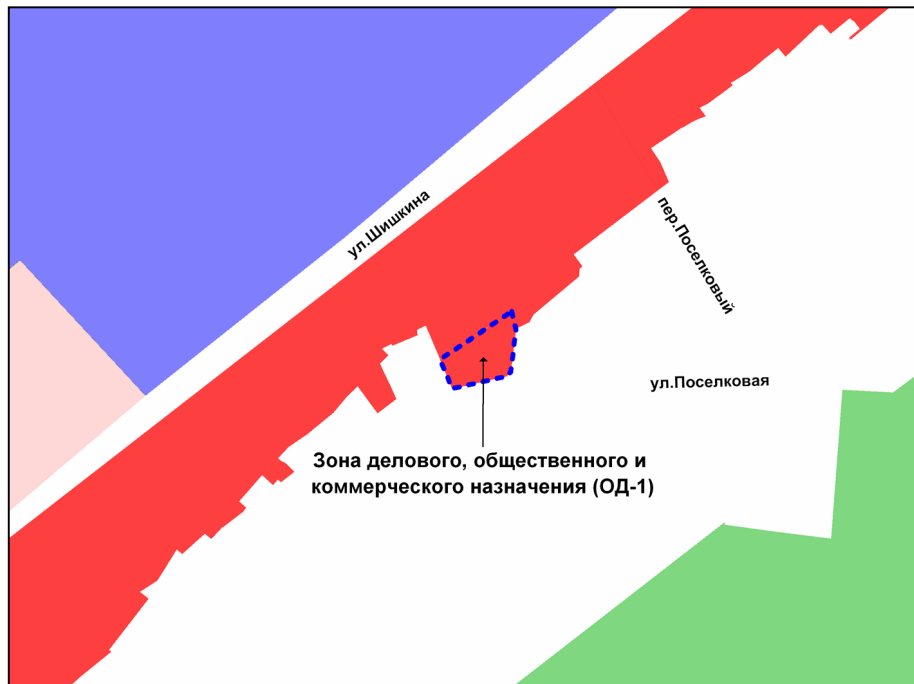 ул.Шишкина
пер.Поселковый
ул.Поселковая
Зона делового, общественного и
коммерческого назначения (ОД-1)